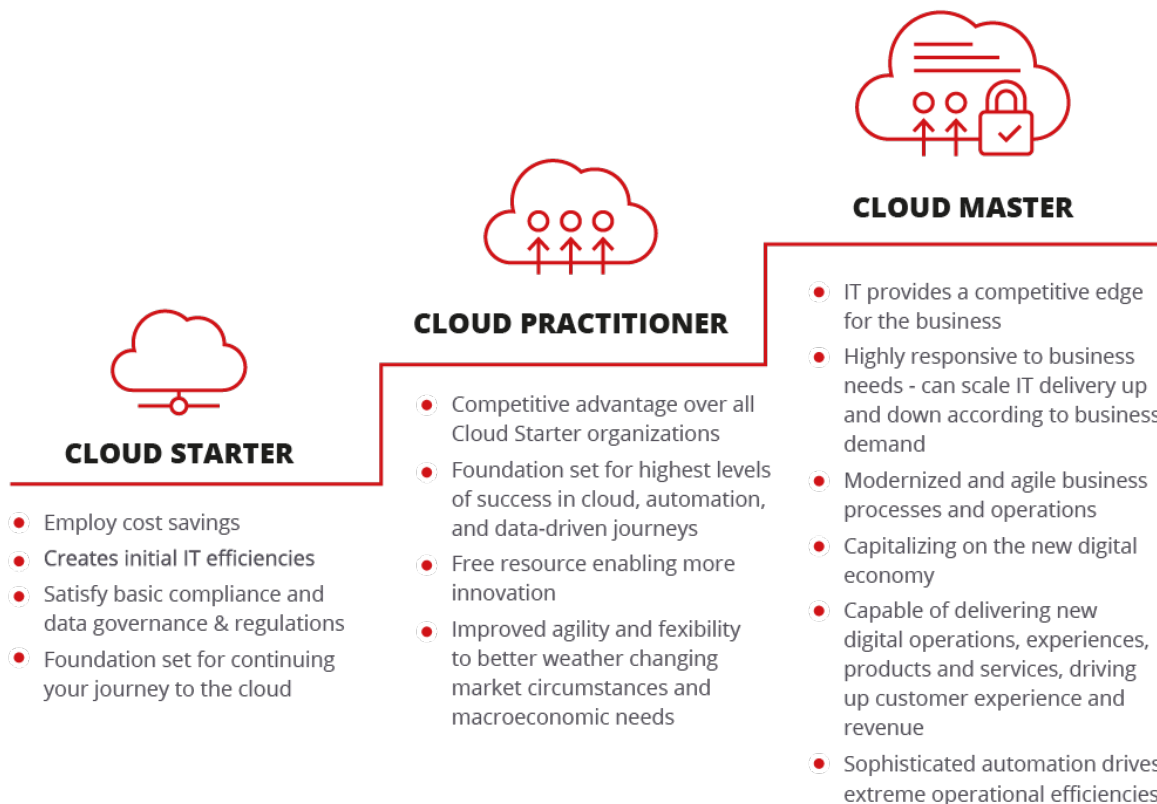 CLOUD STARTER
Employ cost savings
Creates initial IT efficiencies
Satisfy basic compliance and
data governance & regulations
Foundation set for continuing
your journey to the cloud
CLOUD PRACTITIONER
Competitive advantage over all
Cloud Starter organizations
Foundation set for highest levels
of success in cloud, automation,
and data-driven journeys
Free resource enabling more
innovation
Improved agility and fexibility
to better weather changing
market circumstances and
macroeconomic needs
CLOUD MASTER
IT provides a competitive edge
for the business
Highly responsive to business
needs - can scale IT delivery up
and down according to business
demand
Modernized and agile business
processes and operations
Capitalizing on the new digital
economy
Capable of delivering new
digital operations, experiences,
products and services, driving
up customer experience and
revenue
Sophisticated automation drives
extreme operational efficiencies